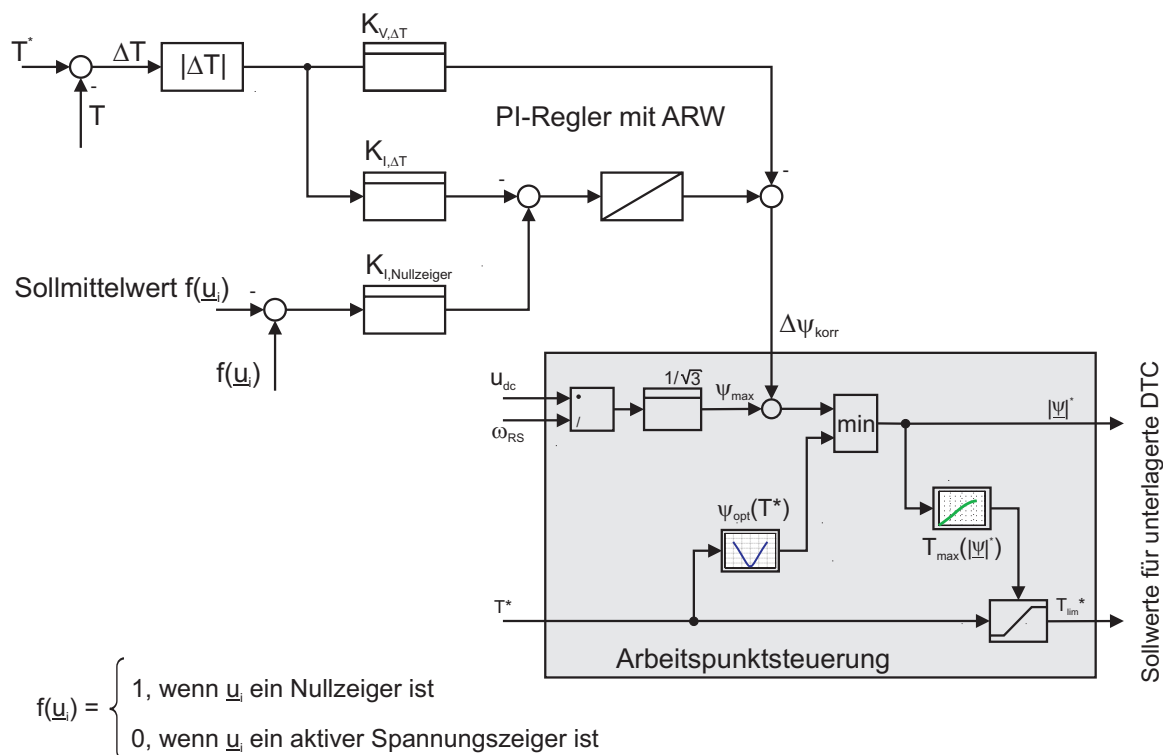 T*
ΔT
|ΔT|
K_V,ΔT
-
T
PI-Regler mit ARW
-
K_I,ΔT
-
K_I,Nullzeiger
Sollmittelwert f(u_i)
-
f(u_i)
Δψ_korr
u_dc
ω_RS
•
/
1/√3
ψ_max
min
|ψ|*
ψ_opt(T*)
T_max(|ψ|*)
T*
T_lim*
Arbeitspunktsteuerung
Sollwerte für unterlagerte DTC
f(u_i) =
1, wenn u_i ein Nullzeiger ist
0, wenn u_i ein aktiver Spannungszeiger ist